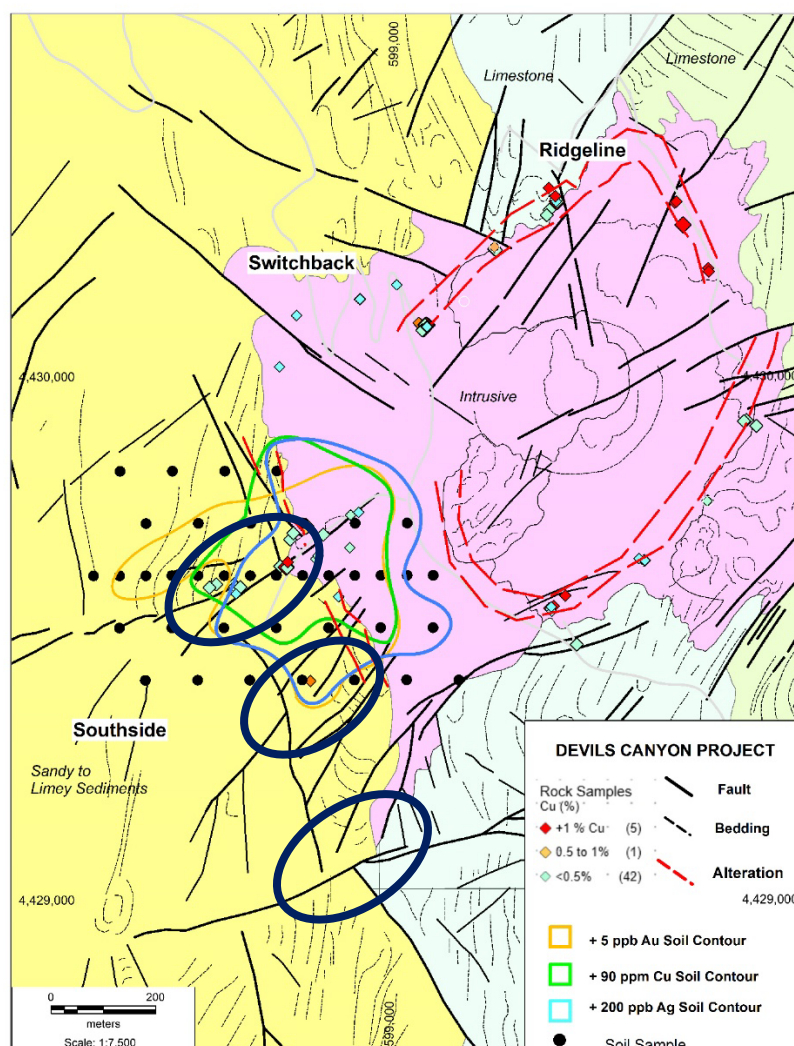 599,000
Limestone
Limestone
Ridgeline
Switchback
4,430,000
4,430,000
Intrusive
Southside
Sandy to
Limey Sediments
4,429,000
4,429,000
DEVILS CANYON PROJECT
Rock Samples
Cu (%)
+1 % Cu (5)
0.5 to 1% (1)
<0.5% (42)
Fault
Bedding
Alteration
+ 5 ppb Au Soil Contour
+ 90 ppm Cu Soil Contour
+ 200 ppb Ag Soil Contour
Soil Sample
0 200
meters
Scale: 1:7,500
599,000